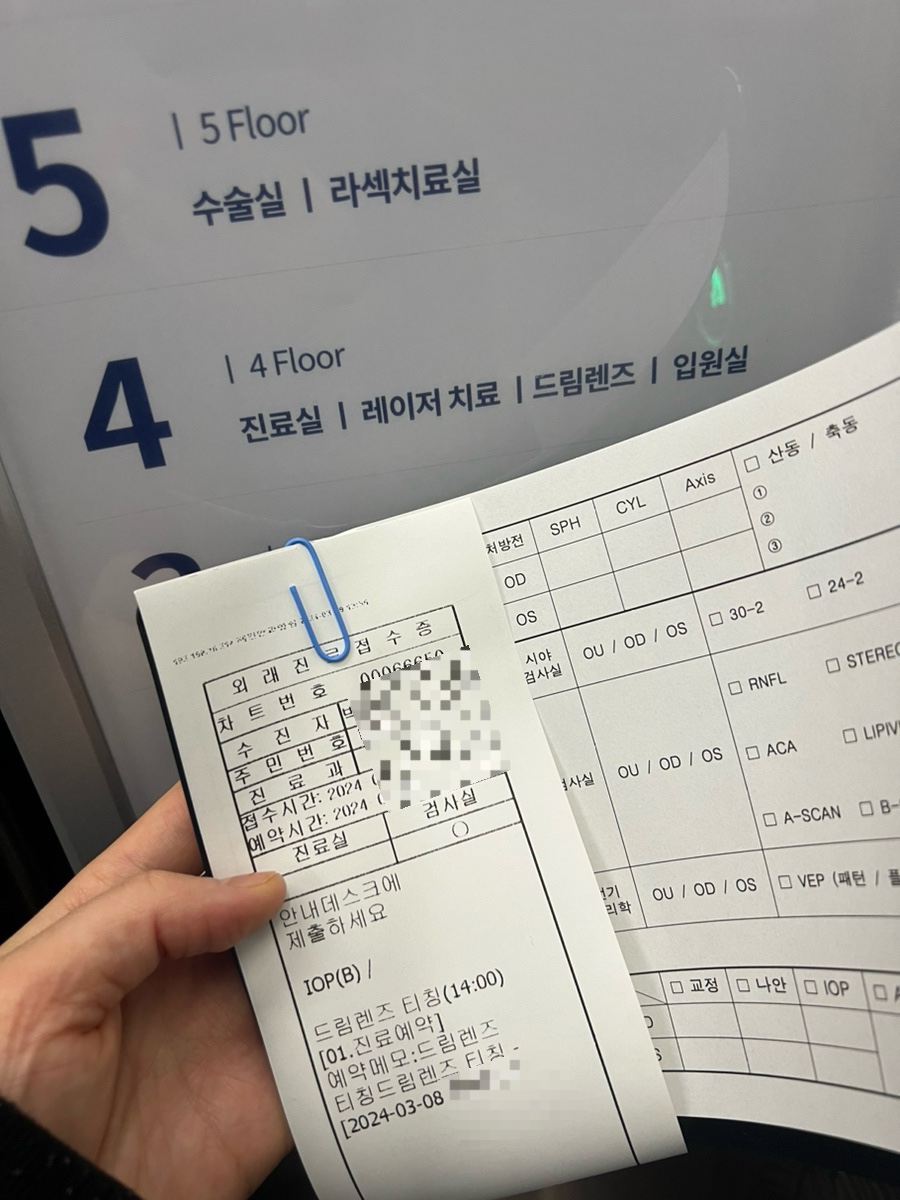 5
| 5 Floor
수술실 | 라섹치료실
4
| 4 Floor
진료실 | 레이저 치료 | 드림렌즈 | 입원실
외 래 진 료 접 수 증
차 트 번 호
수 진 자
주 민 번 호
진 료 과
접수시간: 2024
예약시간: 2024
진료실 검사실
○
안내데스크에
제출하세요
IOP(B) /
드림렌즈 티칭(14:00)
[01.진료예약]
예약메모:드림렌즈
티칭드림렌즈 티칭 -
[2024-03-08
처방전 SPH CYL Axis
OD
OS
□ 산동 / 축동
①
②
③
시야
검사실
OU / OD / OS
□ 30-2 □ 24-2
OU / OD / OS
□ RNFL □ STEREO
□ ACA
□ A-SCAN
OU / OD / OS
□ VEP (패턴 /
□ 교정 □ 나안 □ IOP